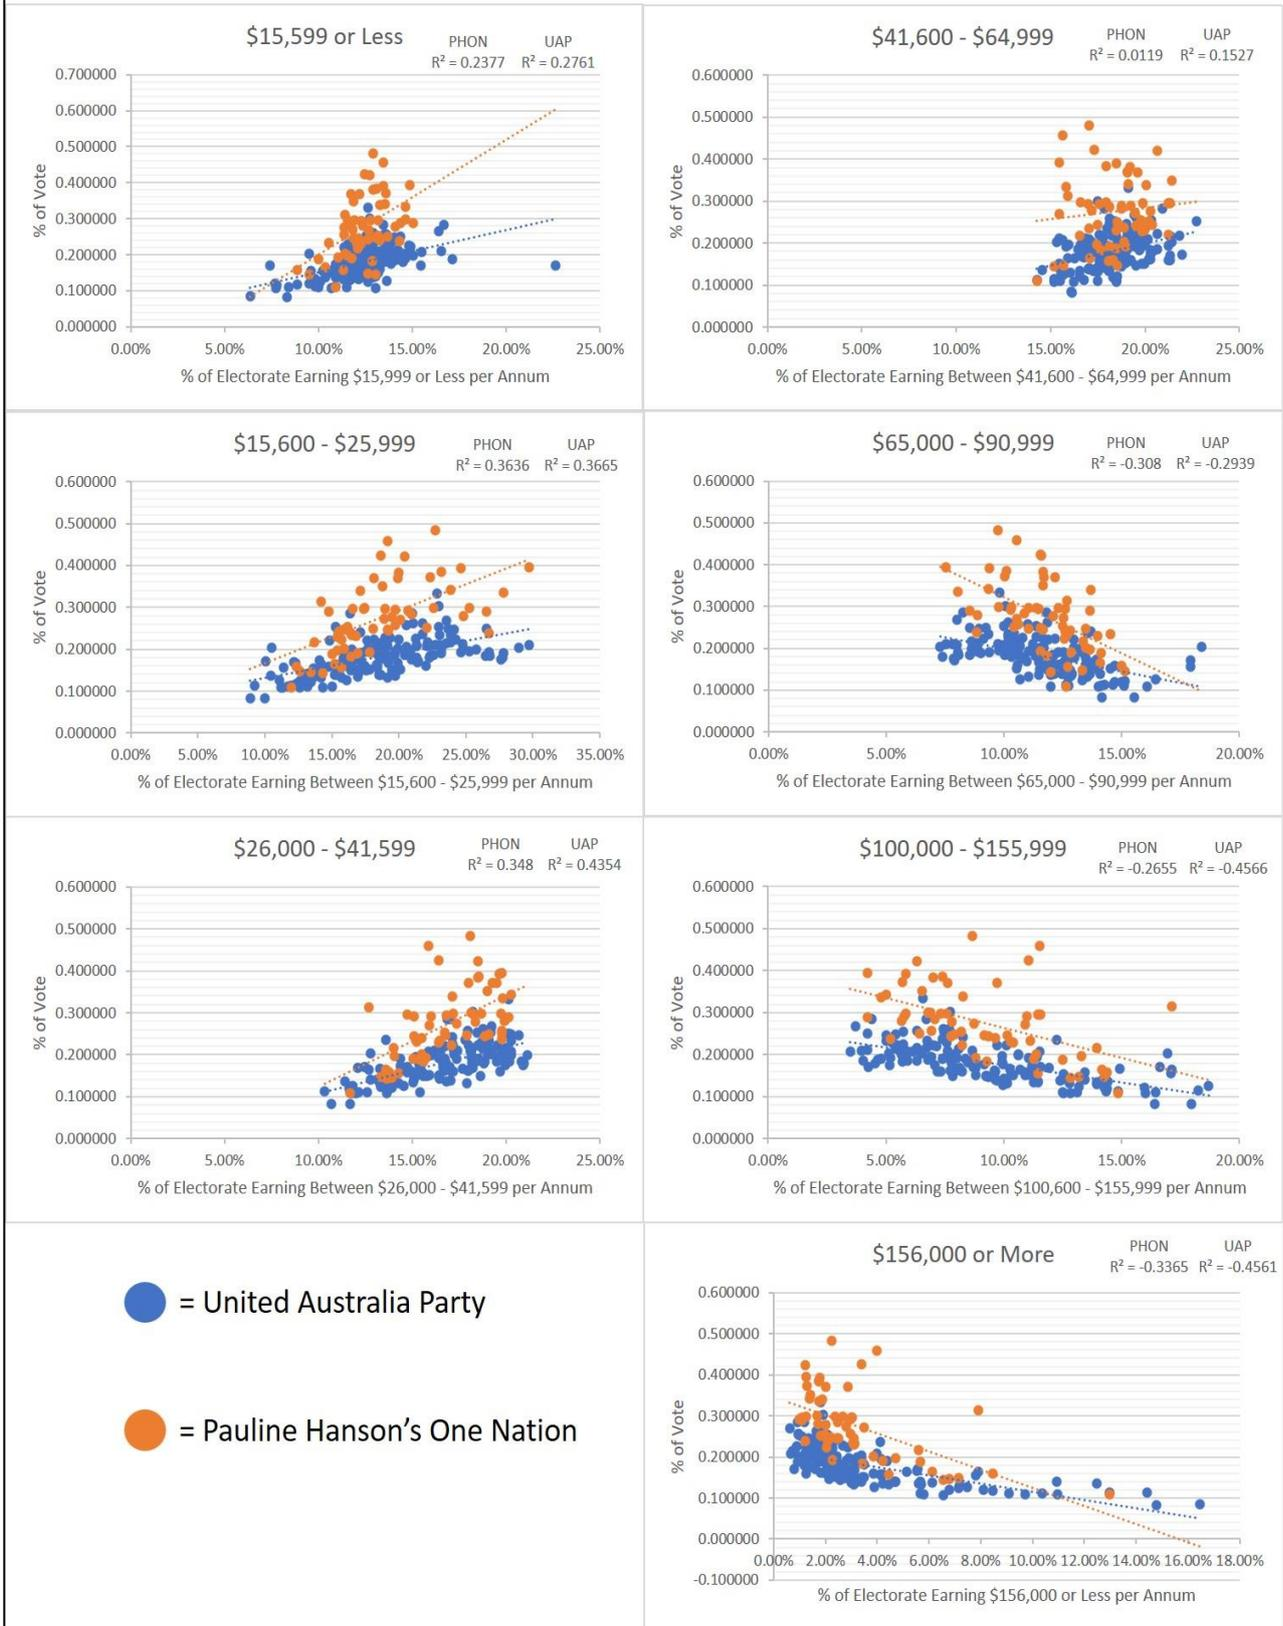 $15,599 or Less
PHON UAP
R² = 0.2377 R² = 0.2761
0.700000
0.600000
0.500000
0.400000
0.300000
0.200000
0.100000
0.000000
% of Vote
0.00% 5.00% 10.00% 15.00% 20.00% 25.00%
% of Electorate Earning $15,999 or Less per Annum
$41,600 - $64,999
PHON UAP
R² = 0.0119 R² = 0.1527
0.600000
0.500000
0.400000
0.300000
0.200000
0.100000
0.000000
% of Vote
0.00% 5.00% 10.00% 15.00% 20.00% 25.00%
% of Electorate Earning Between $41,600 - $64,999 per Annum
$15,600 - $25,999
PHON UAP
R² = 0.3636 R² = 0.3665
0.600000
0.500000
0.400000
0.300000
0.200000
0.100000
0.000000
% of Vote
0.00% 5.00% 10.00% 15.00% 20.00% 25.00% 30.00% 35.00%
% of Electorate Earning Between $15,600 - $25,999 per Annum
$65,000 - $90,999
PHON UAP
R² = -0.308 R² = -0.2939
0.600000
0.500000
0.400000
0.300000
0.200000
0.100000
0.000000
% of Vote
0.00% 5.00% 10.00% 15.00% 20.00%
% of Electorate Earning Between $65,000 - $90,999 per Annum
$26,000 - $41,599
PHON UAP
R² = 0.348 R² = 0.4354
0.600000
0.500000
0.400000
0.300000
0.200000
0.100000
0.000000
% of Vote
0.00% 5.00% 10.00% 15.00% 20.00% 25.00%
% of Electorate Earning Between $26,000 - $41,599 per Annum
$100,000 - $155,999
PHON UAP
R² = -0.2655 R² = -0.4566
0.600000
0.500000
0.400000
0.300000
0.200000
0.100000
0.000000
% of Vote
0.00% 5.00% 10.00% 15.00% 20.00%
% of Electorate Earning Between $100,600 - $155,999 per Annum
= United Australia Party
= Pauline Hanson's One Nation
$156,000 or More
PHON UAP
R² = -0.3365 R² = -0.4561
0.600000
0.500000
0.400000
0.300000
0.200000
0.100000
0.000000
-0.100000
% of Vote
0.00% 2.00% 4.00% 6.00% 8.00% 10.00% 12.00% 14.00% 16.00% 18.00%
% of Electorate Earning $156,000 or Less per Annum